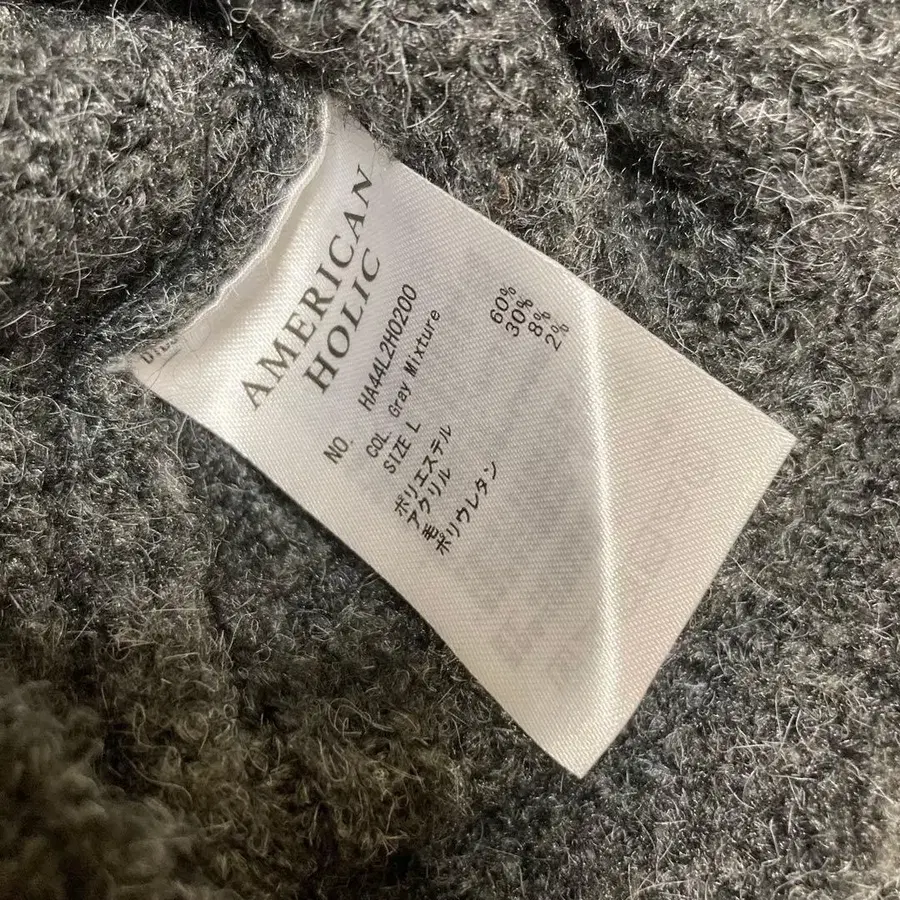 AMERICAN
HOLIC
NO. HA44L2H0200
COL. Gray Mixture
SIZE L
ポリエステル 60%
アクリル 30%
毛 8%
ポリウレタン 2%